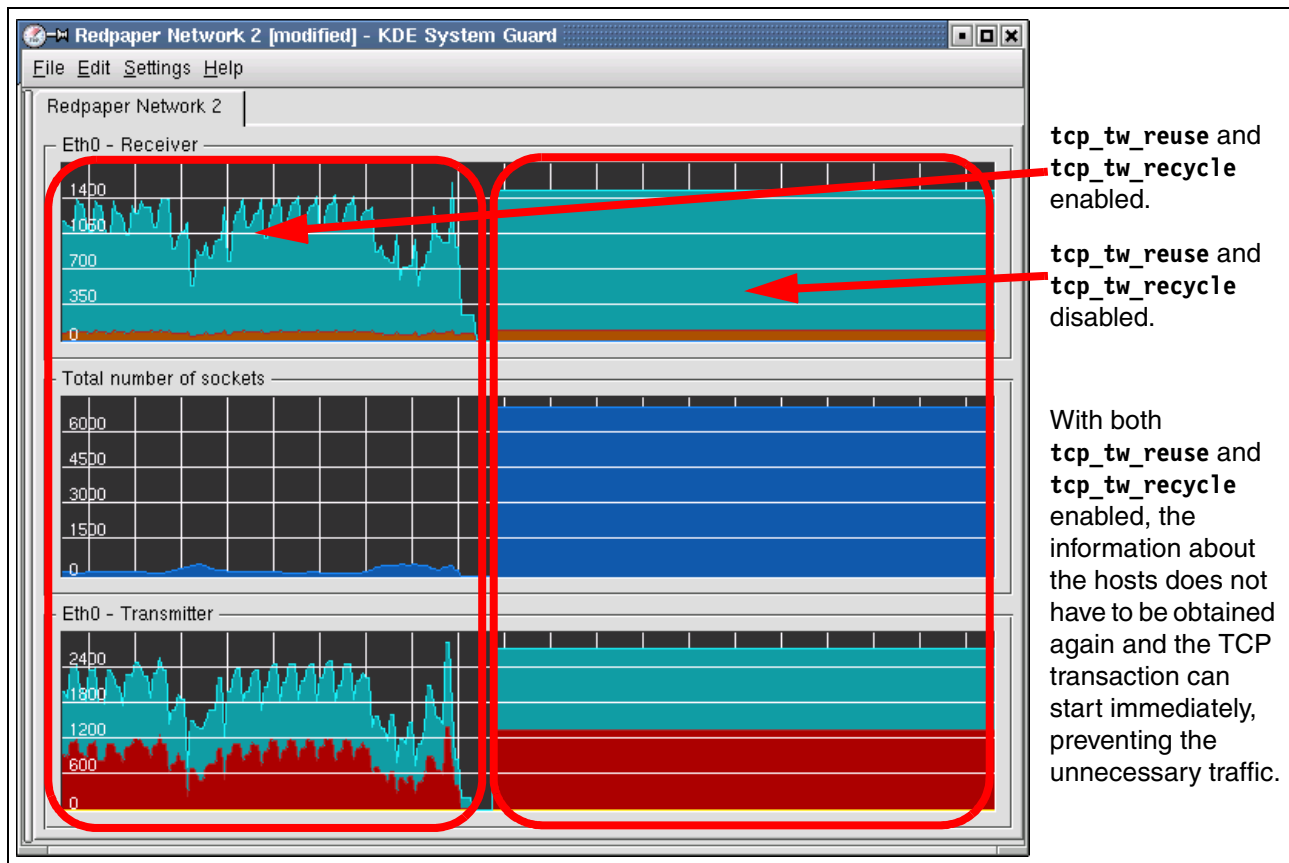 Redpaper Network 2 [modified] - KDE System Guard
File Edit Settings Help
Redpaper Network 2
Eth0 - Receiver
1400
1050
700
350
0
Total number of sockets
6000
4500
3000
1500
0
Eth0 - Transmitter
2400
1800
1200
600
0
tcp_tw_reuse and
tcp_tw_recycle
enabled.
tcp_tw_reuse and
tcp_tw_recycle
disabled.
With both
tcp_tw_reuse and
tcp_tw_recycle
enabled, the
information about
the hosts does not
have to be obtained
again and the TCP
transaction can
start immediately,
preventing the
unnecessary traffic.